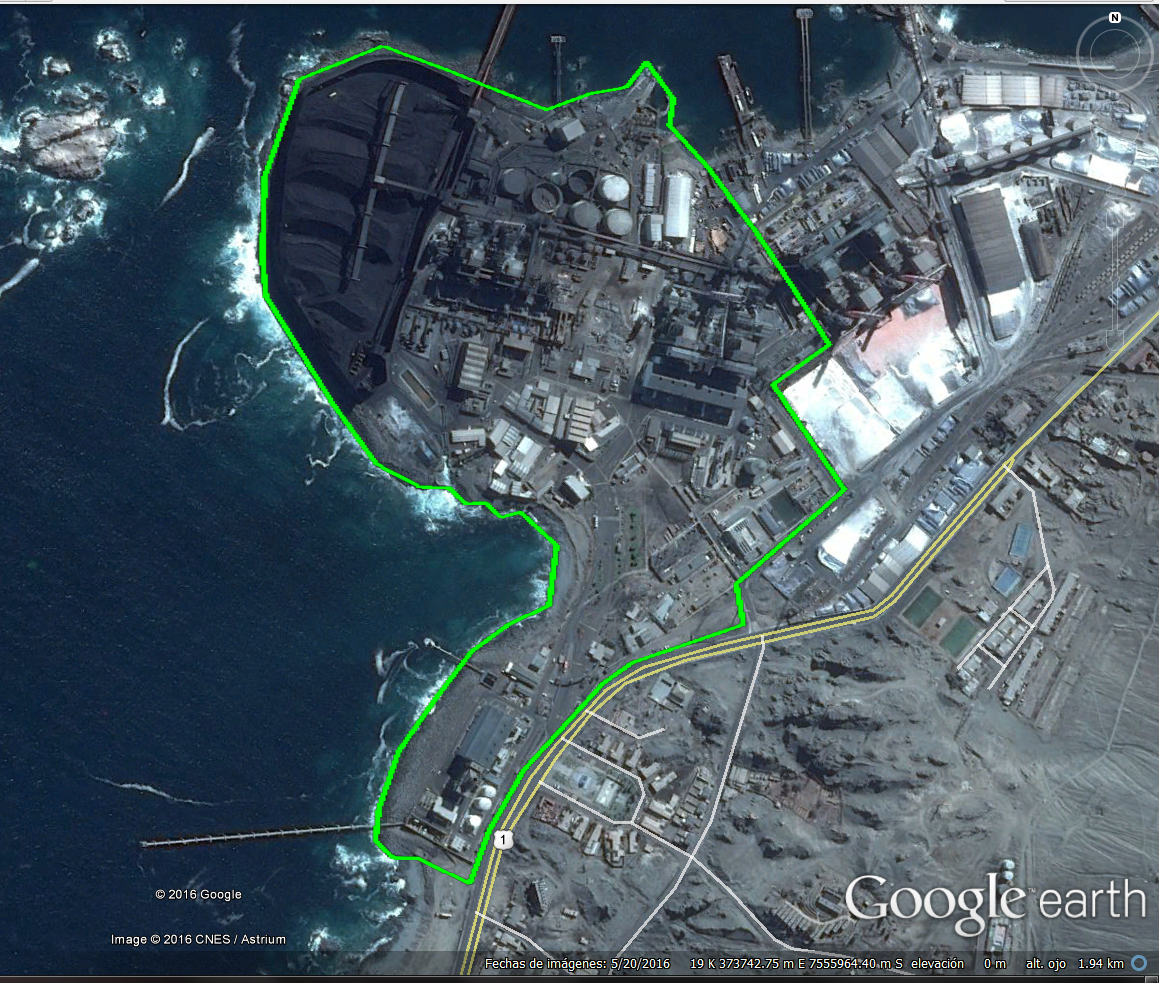 N
1
© 2016 Google
Google earth
Image © 2016 CNES / Astrium
Fechas de imágenes: 5/20/2016 19 K 373742.75 m E 7555964.40 m S elevación 0 m alt. ojo 1.94 km